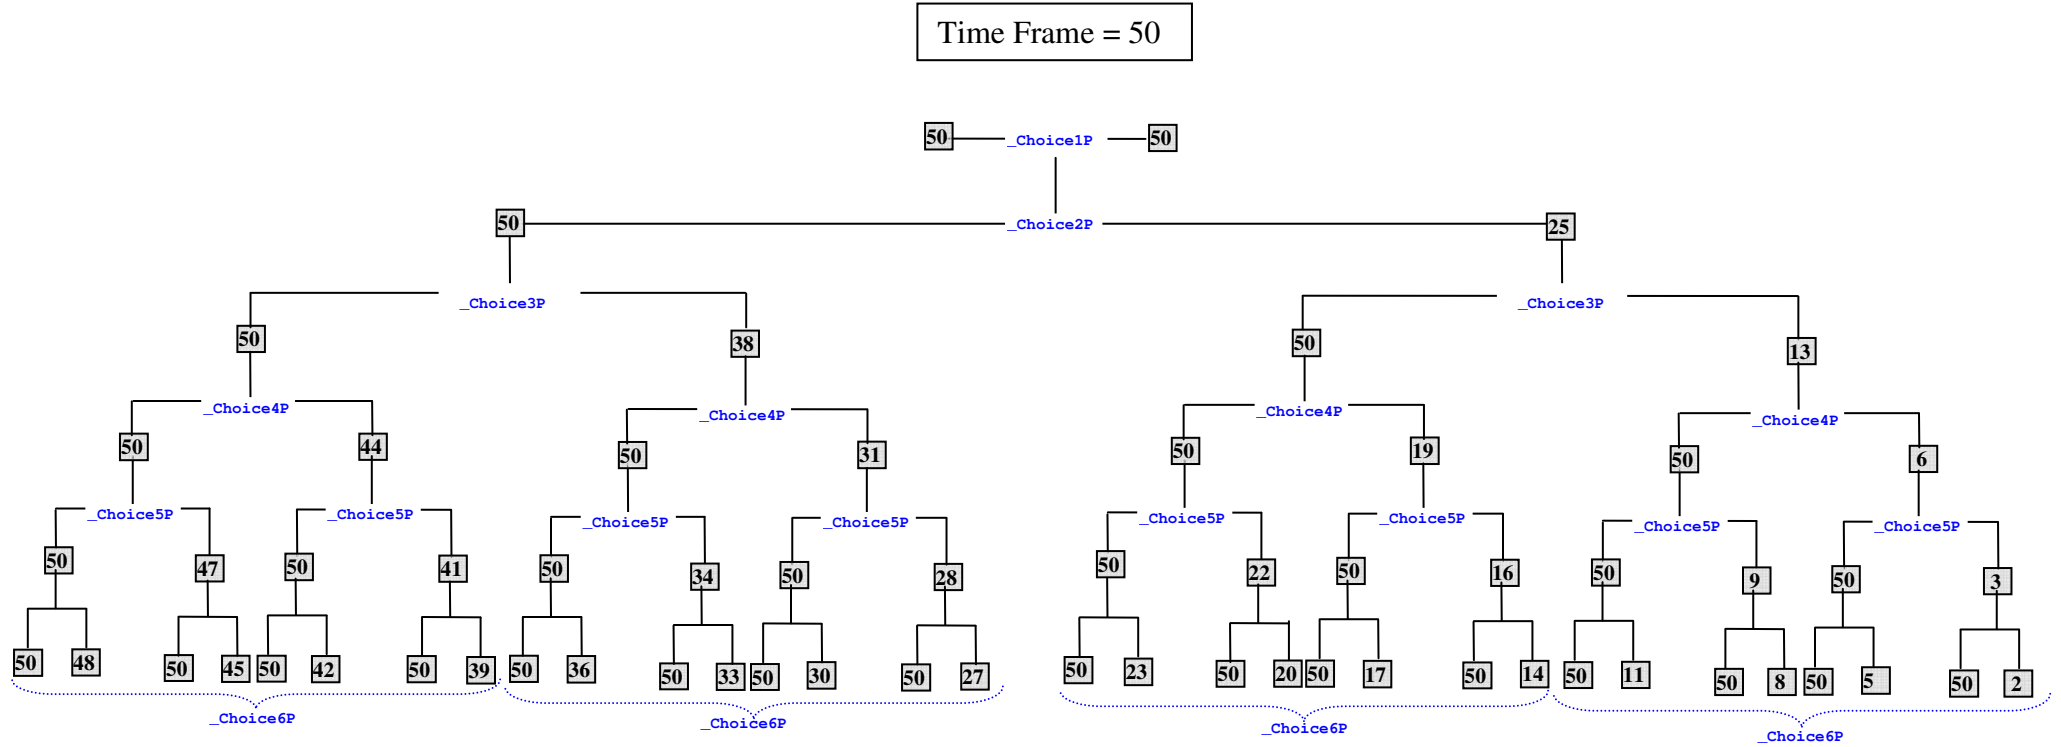 Time Frame = 50
50 _Choice1P 50
50 _Choice2P 25
_Choice3P _Choice3P
50 38 50 13
_Choice4P _Choice4P _Choice4P _Choice4P
50 44 50 31 50 19 50 6
_Choice5P _Choice5P _Choice5P _Choice5P _Choice5P _Choice5P _Choice5P _Choice5P
50 47 50 41 50 34 50 28 50 22 50 16 50 9 50 3
50 48 50 45 50 42 50 39 50 36 50 33 50 30 50 27 50 23 50 20 50 17 50 14 50 11 50 8 50 5 50 2
_Choice6P _Choice6P _Choice6P _Choice6P